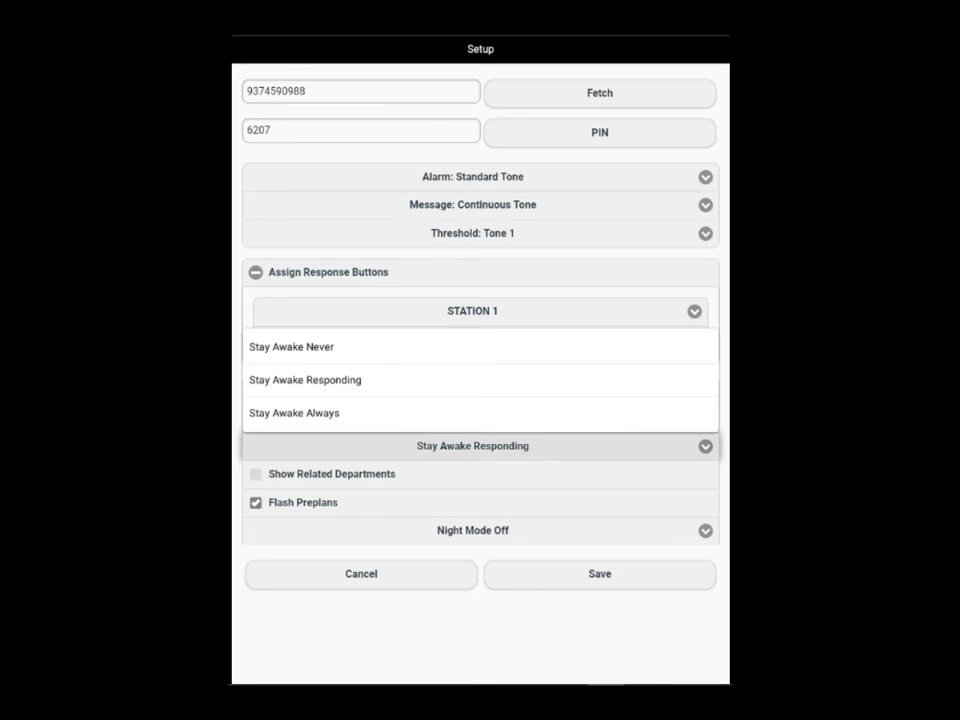 Setup
9374590988
Fetch
6207
PIN
Alarm: Standard Tone
Message: Continuous Tone
Threshold: Tone 1
Assign Response Buttons
STATION 1
Stay Awake Never
Stay Awake Responding
Stay Awake Always
Stay Awake Responding
Show Related Departments
Flash Preplans
Night Mode Off
Cancel
Save